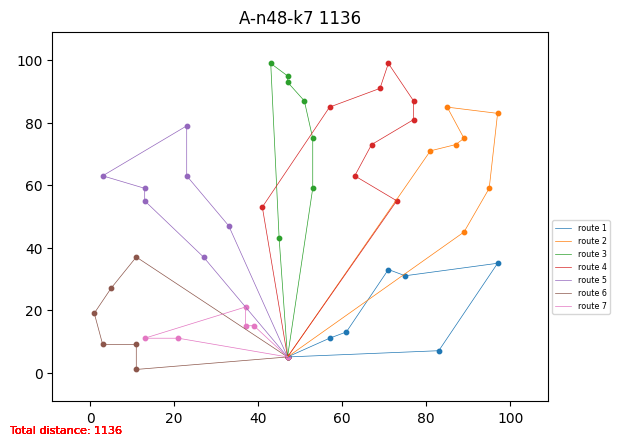 A-n48-k7 1136
100
80
60
40
20
0
0 20 40 60 80 100
route 1
route 2
route 3
route 4
route 5
route 6
route 7
Total distance: 1136